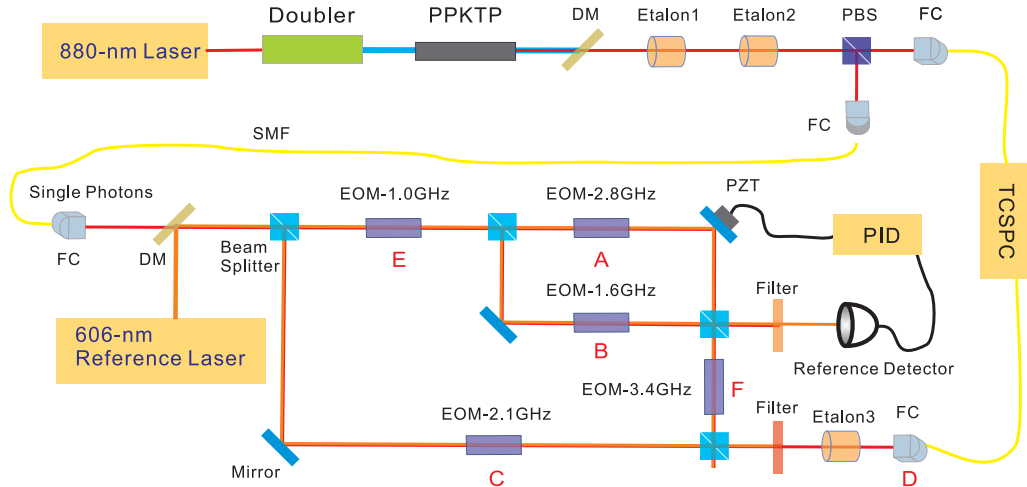 Doubler
PPKTP
DM
Etalon1
Etalon2
PBS
FC
880-nm Laser
FC
SMF
TCSPC
Single Photons
EOM-1.0GHz
EOM-2.8GHz
PZT
PID
FC
DM
Beam
Splitter
E
A
606-nm
Reference Laser
EOM-1.6GHz
B
Filter
Reference Detector
EOM-3.4GHz
F
EOM-2.1GHz
Filter
Etalon3
FC
Mirror
C
D